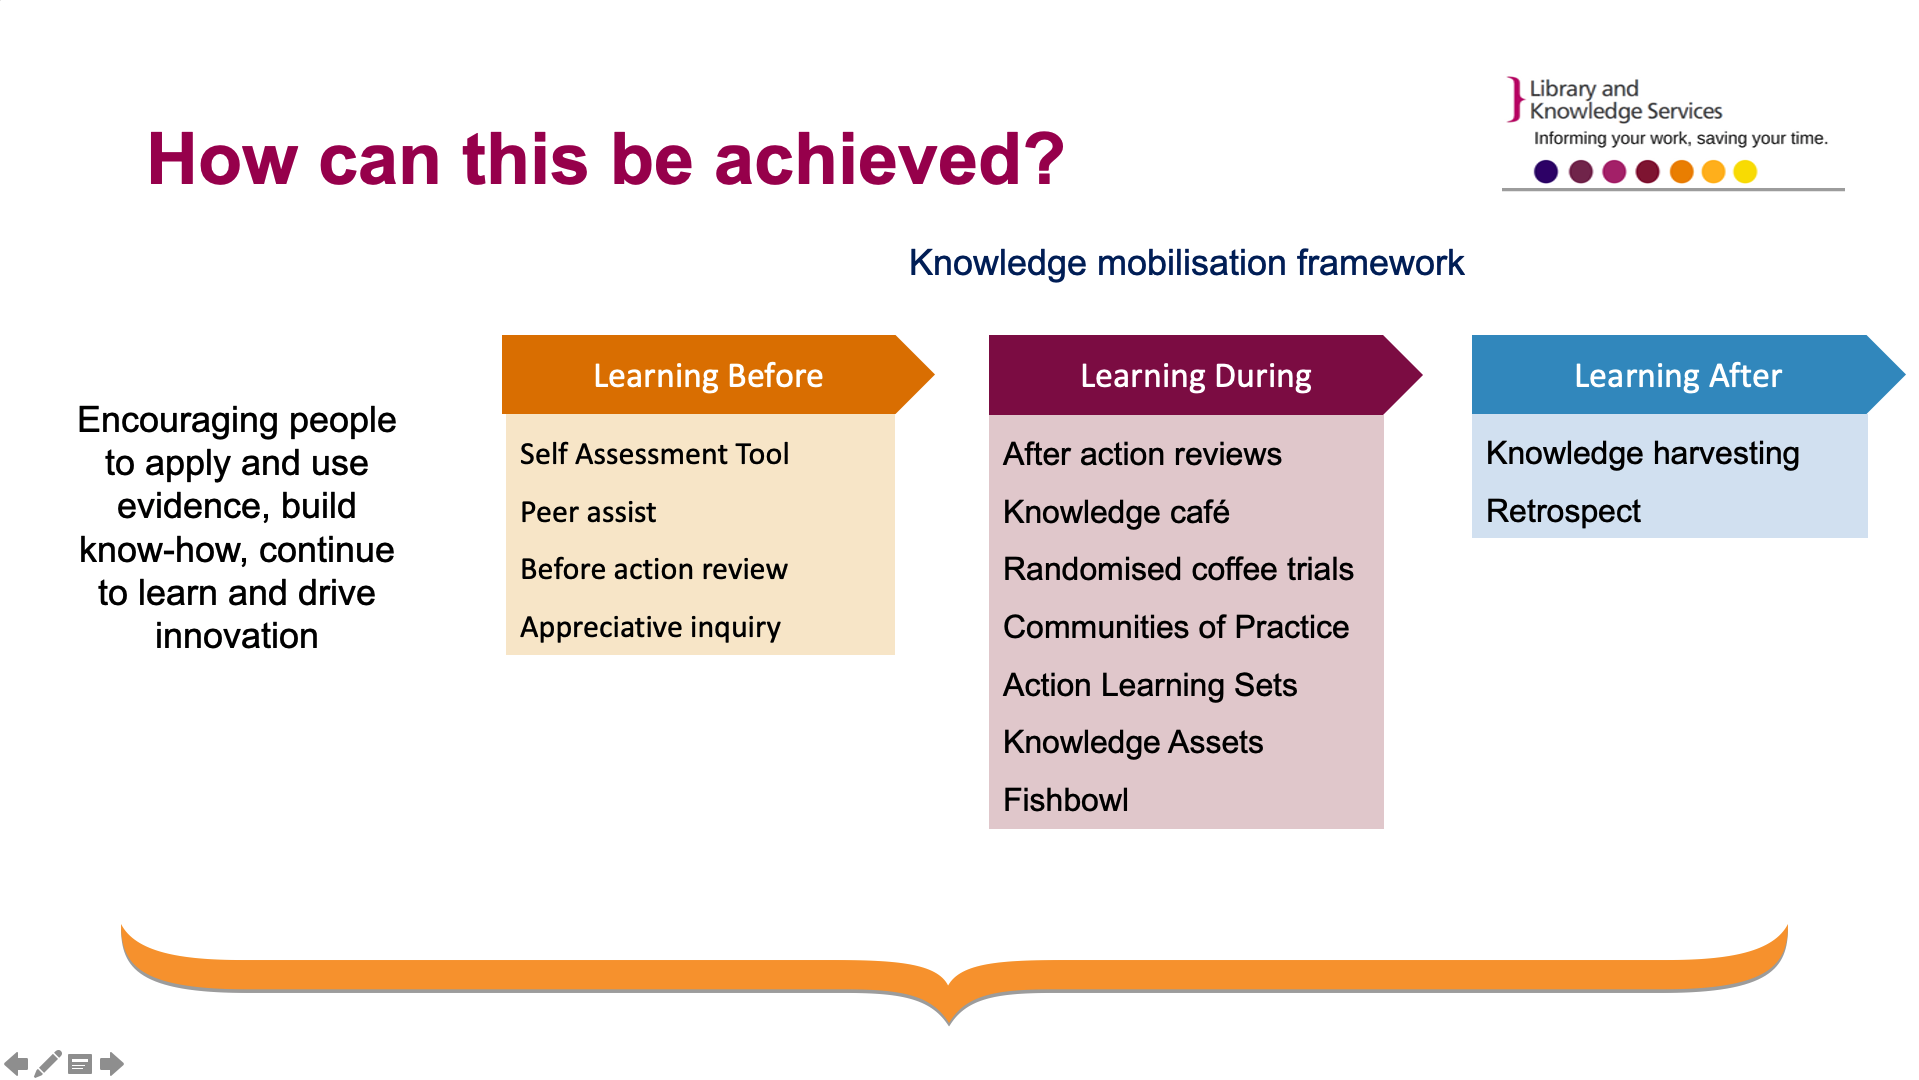 How can this be achieved?
Library and
Knowledge Services
Informing your work, saving your time.
Knowledge mobilisation framework
Encouraging people
to apply and use
evidence, build
know-how, continue
to learn and drive
innovation
Learning Before
Self Assessment Tool
Peer assist
Before action review
Appreciative inquiry
Learning During
After action reviews
Knowledge café
Randomised coffee trials
Communities of Practice
Action Learning Sets
Knowledge Assets
Fishbowl
Learning After
Knowledge harvesting
Retrospect